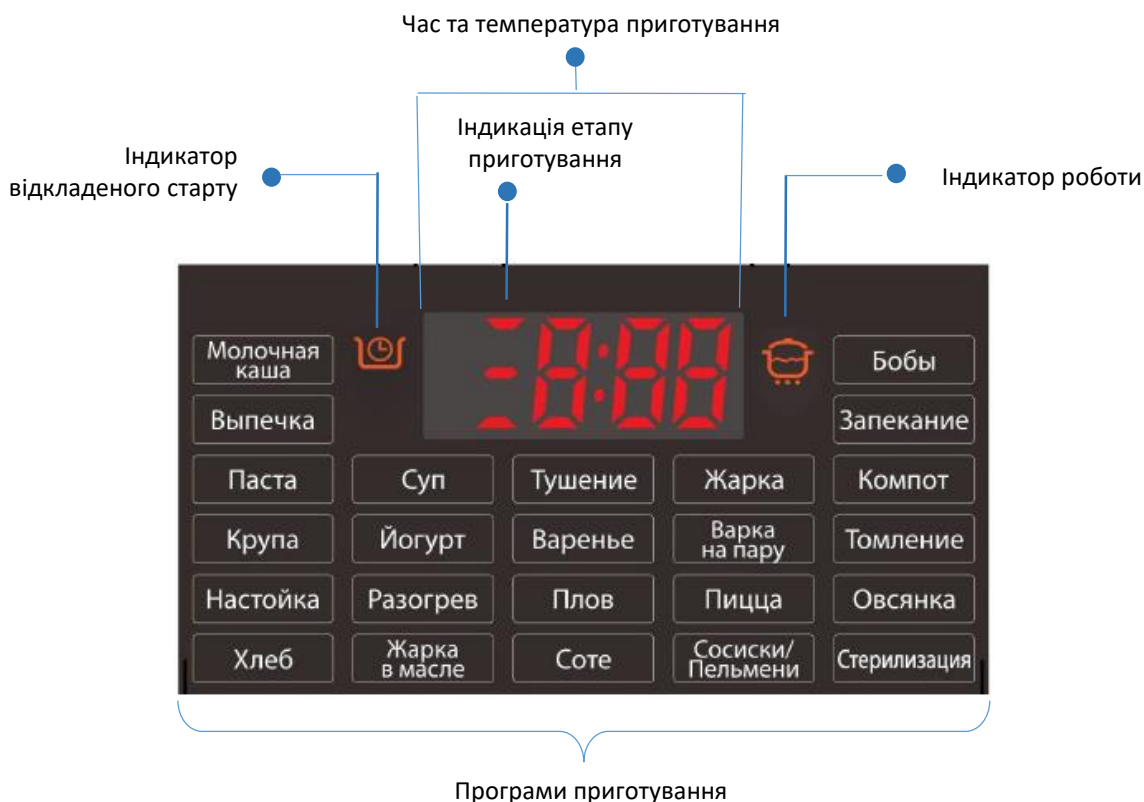 Час та температура приготування
Індикація етапу
приготування
Індикатор
відкладеного старту
Індикатор роботи
8:88
Молочная
каша
Бобы
Выпечка
Запекание
Паста
Суп
Тушение
Жарка
Компот
Крупа
Йогурт
Варенье
Варка
на пару
Томление
Настойка
Разогрев
Плов
Пицца
Овсянка
Хлеб
Жарка
в масле
Соте
Сосиски/
Пельмени
Стерилизация
Програми приготування